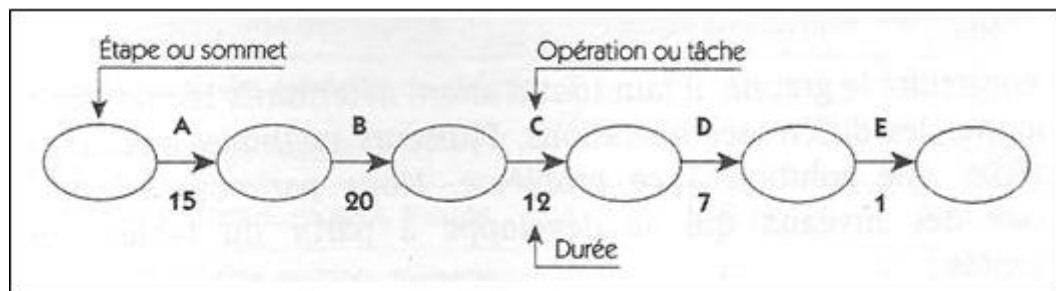 Étape ou sommet
Opération ou tâche
A B C D E
15 20 12 7 1
Durée